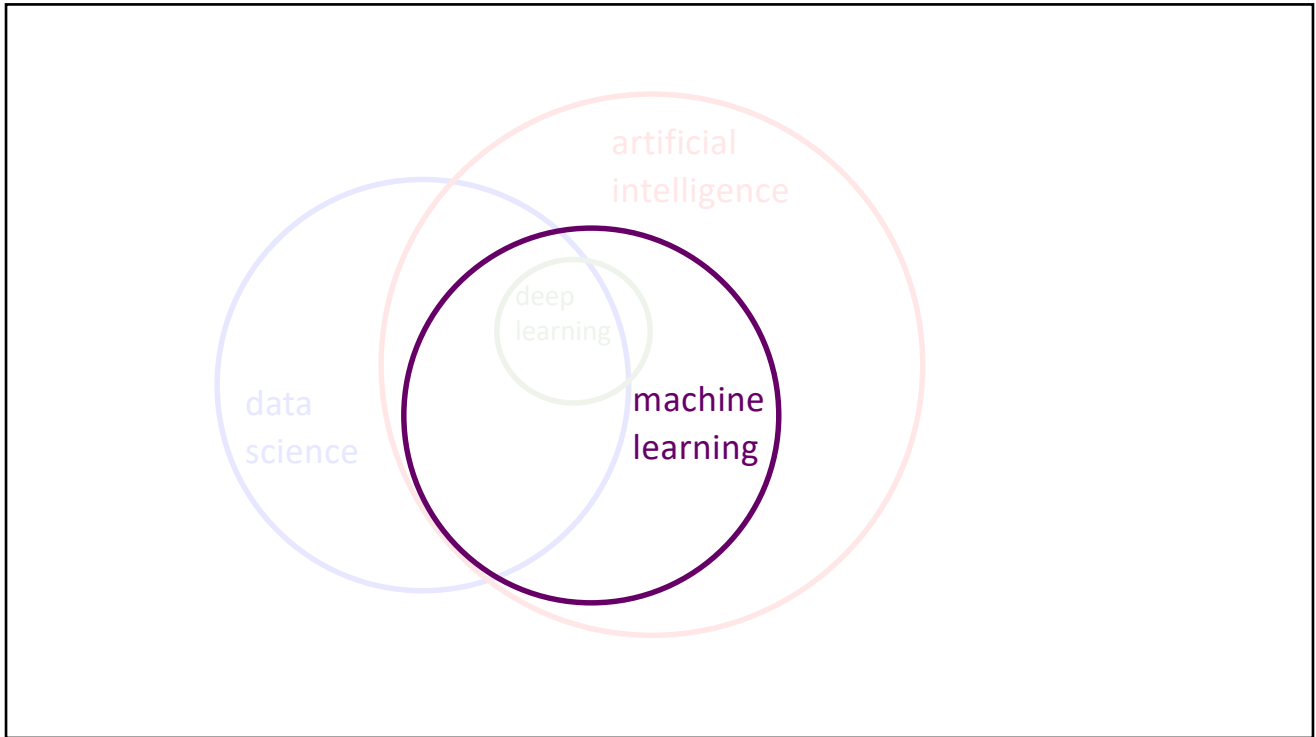 artificial
intelligence
deep
learning
data
science
machine
learning